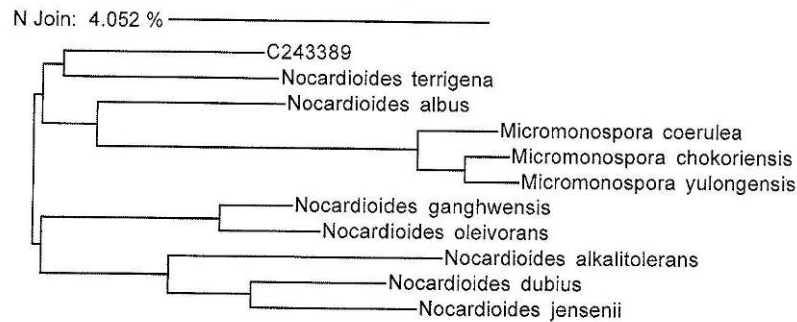 N Join: 4.052 %
C243389
Nocardioides terrigena
Nocardioides albus
Micromonospora coerulea
Micromonospora chokoriensis
Micromonospora yulongensis
Nocardioides ganghwensis
Nocardioides oleivorans
Nocardioides alkalitolerans
Nocardioides dubius
Nocardioides jensenii